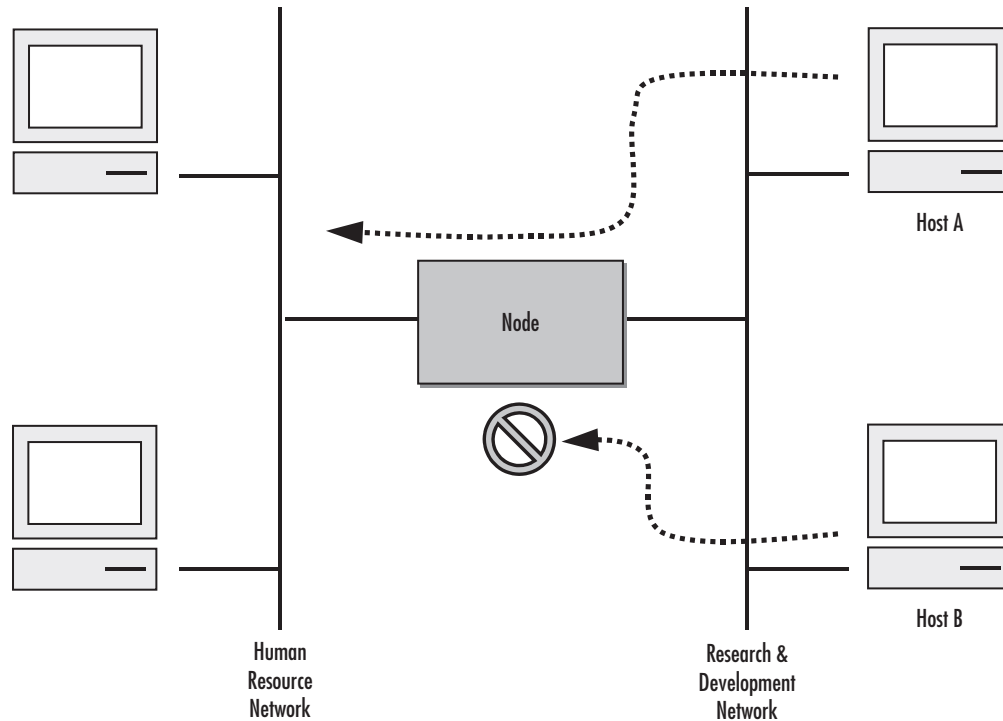 Host A
Node
Host B
Human
Resource
Network
Research &
Development
Network